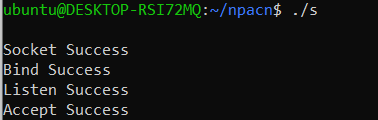 ubuntu@DESKTOP-RSI72MQ:~/npacn$ ./s
Socket Success
Bind Success
Listen Success
Accept Success